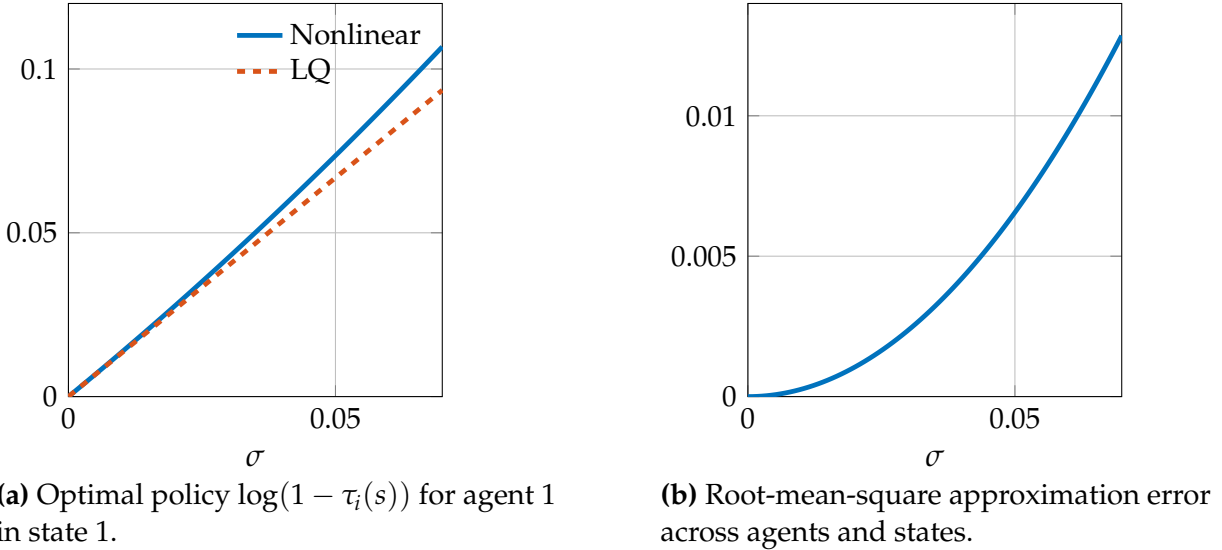 Nonlinear
LQ
0.1
0.05
0
0
0.05
σ
(a) Optimal policy log(1 − τᵢ(s)) for agent 1
in state 1.
0.01
0.005
0
0
0.05
σ
(b) Root-mean-square approximation error
across agents and states.